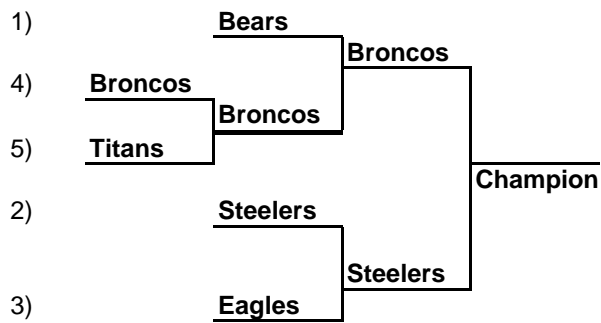 1) Bears
Broncos
4) Broncos
Broncos
5) Titans
Champion
2) Steelers
Steelers
3) Eagles